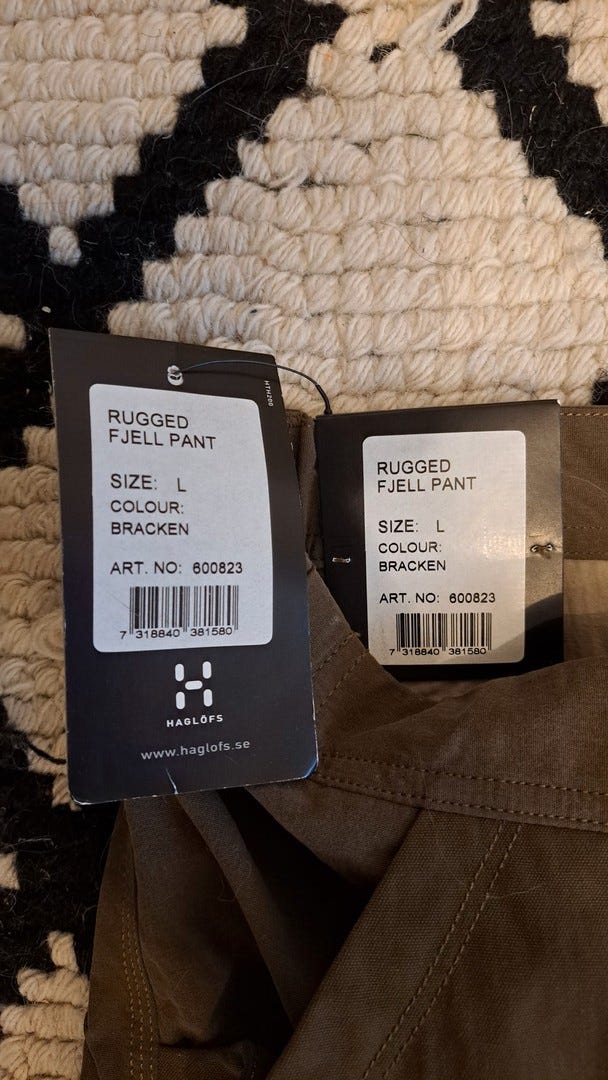 HTH200
RUGGED
FJELL PANT
SIZE: L
COLOUR:
BRACKEN
ART. NO: 600823
7 318840 381580
HAGLÖFS
www.haglofs.se
RUGGED
FJELL PANT
SIZE: L
COLOUR:
BRACKEN
ART. NO: 600823
7 318840 381580